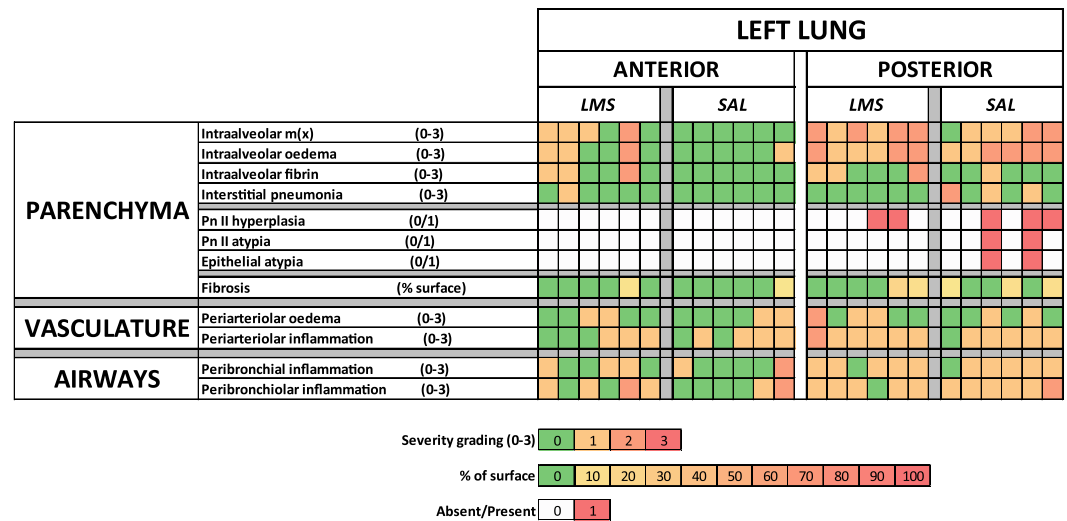 LEFT LUNG
ANTERIOR POSTERIOR
LMS SAL LMS SAL
PARENCHYMA
Intraalveolar m(x) (0-3)
Intraalveolar oedema (0-3)
Intraalveolar fibrin (0-3)
Interstitial pneumonia (0-3)
Pn II hyperplasia (0/1)
Pn II atypia (0/1)
Epithelial atypia (0/1)
Fibrosis (% surface)
VASCULATURE
Periarteriolar oedema (0-3)
Periarteriolar inflammation (0-3)
AIRWAYS
Peribronchial inflammation (0-3)
Peribronchiolar inflammation (0-3)
Severity grading (0-3) 0 1 2 3
% of surface 0 10 20 30 40 50 60 70 80 90 100
Absent/Present 0 1